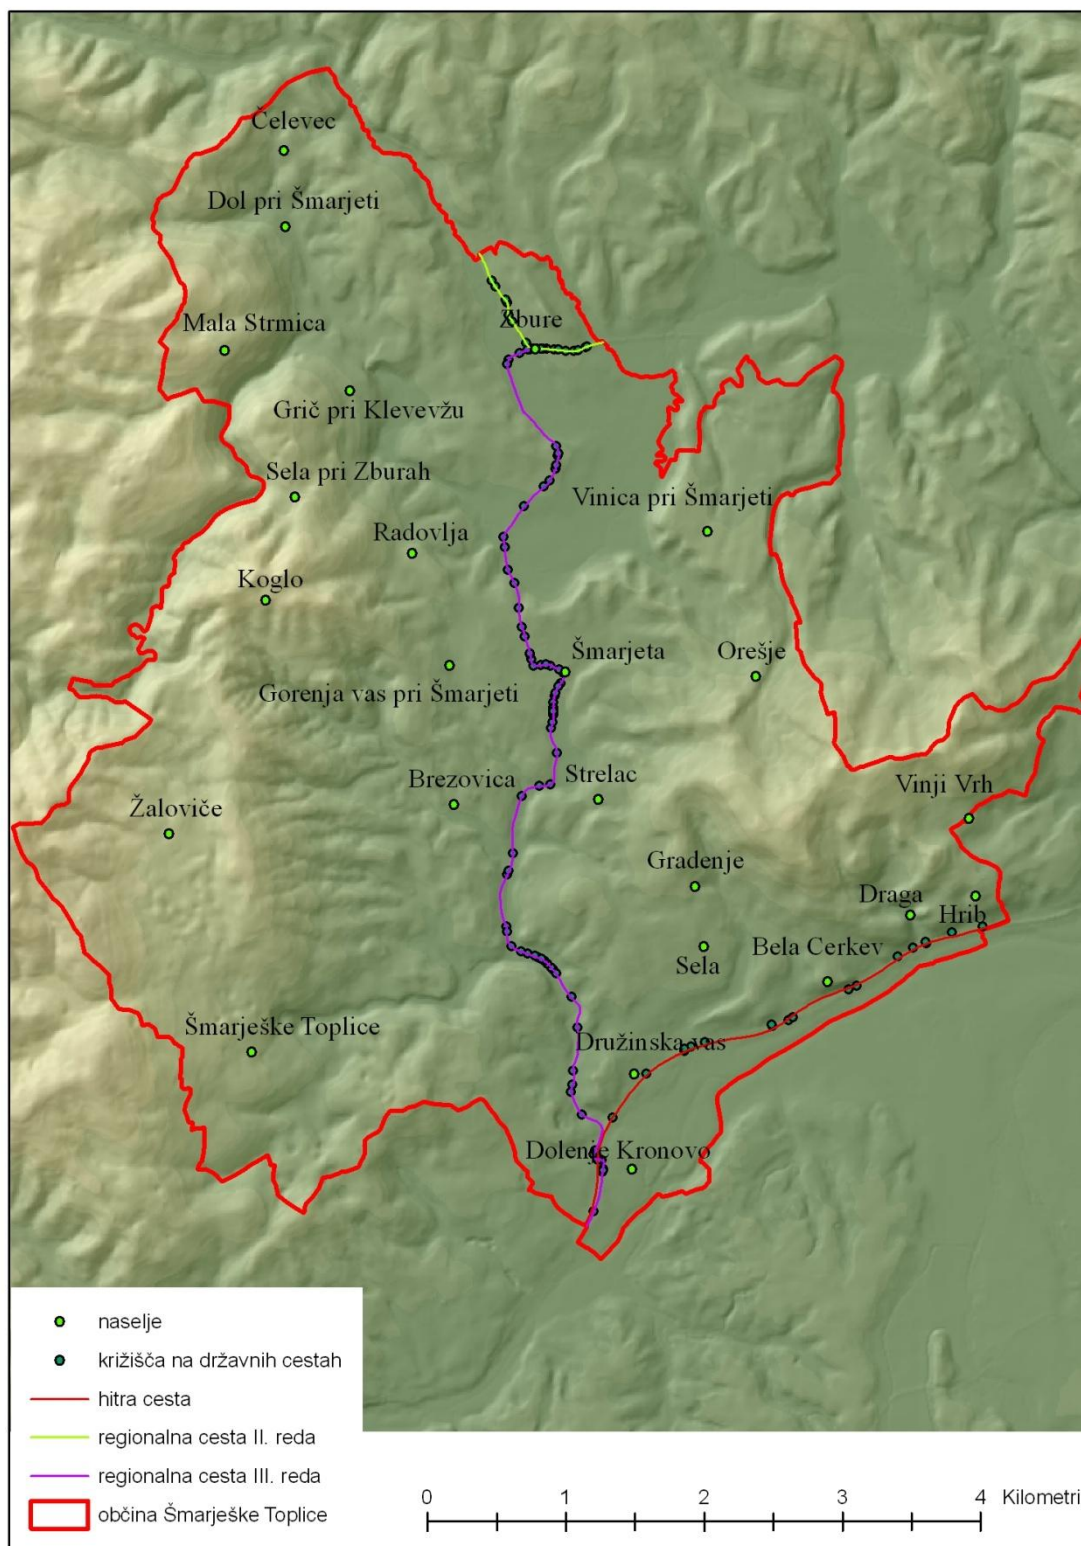 Čelevec
Dol pri Šmarjeti
Zbure
Mala Strmica
Grič pri Klevevžu
Sela pri Zburah
Vinica pri Šmarjeti
Radovlja
Koglo
Šmarjeta
Orešje
Gorenja vas pri Šmarjeti
Brezovica
Strelac
Vinji Vrh
Žaloviče
Gradenje
Draga
Hrib
Bela Cerkev
Sela
Šmarješke Toplice
Družinska vas
Dolenje Kronovo
naselje
križišča na državnih cestah
hitra cesta
regionalna cesta II. reda
regionalna cesta III. reda
občina Šmarješke Toplice
0 1 2 3 4 Kilometri